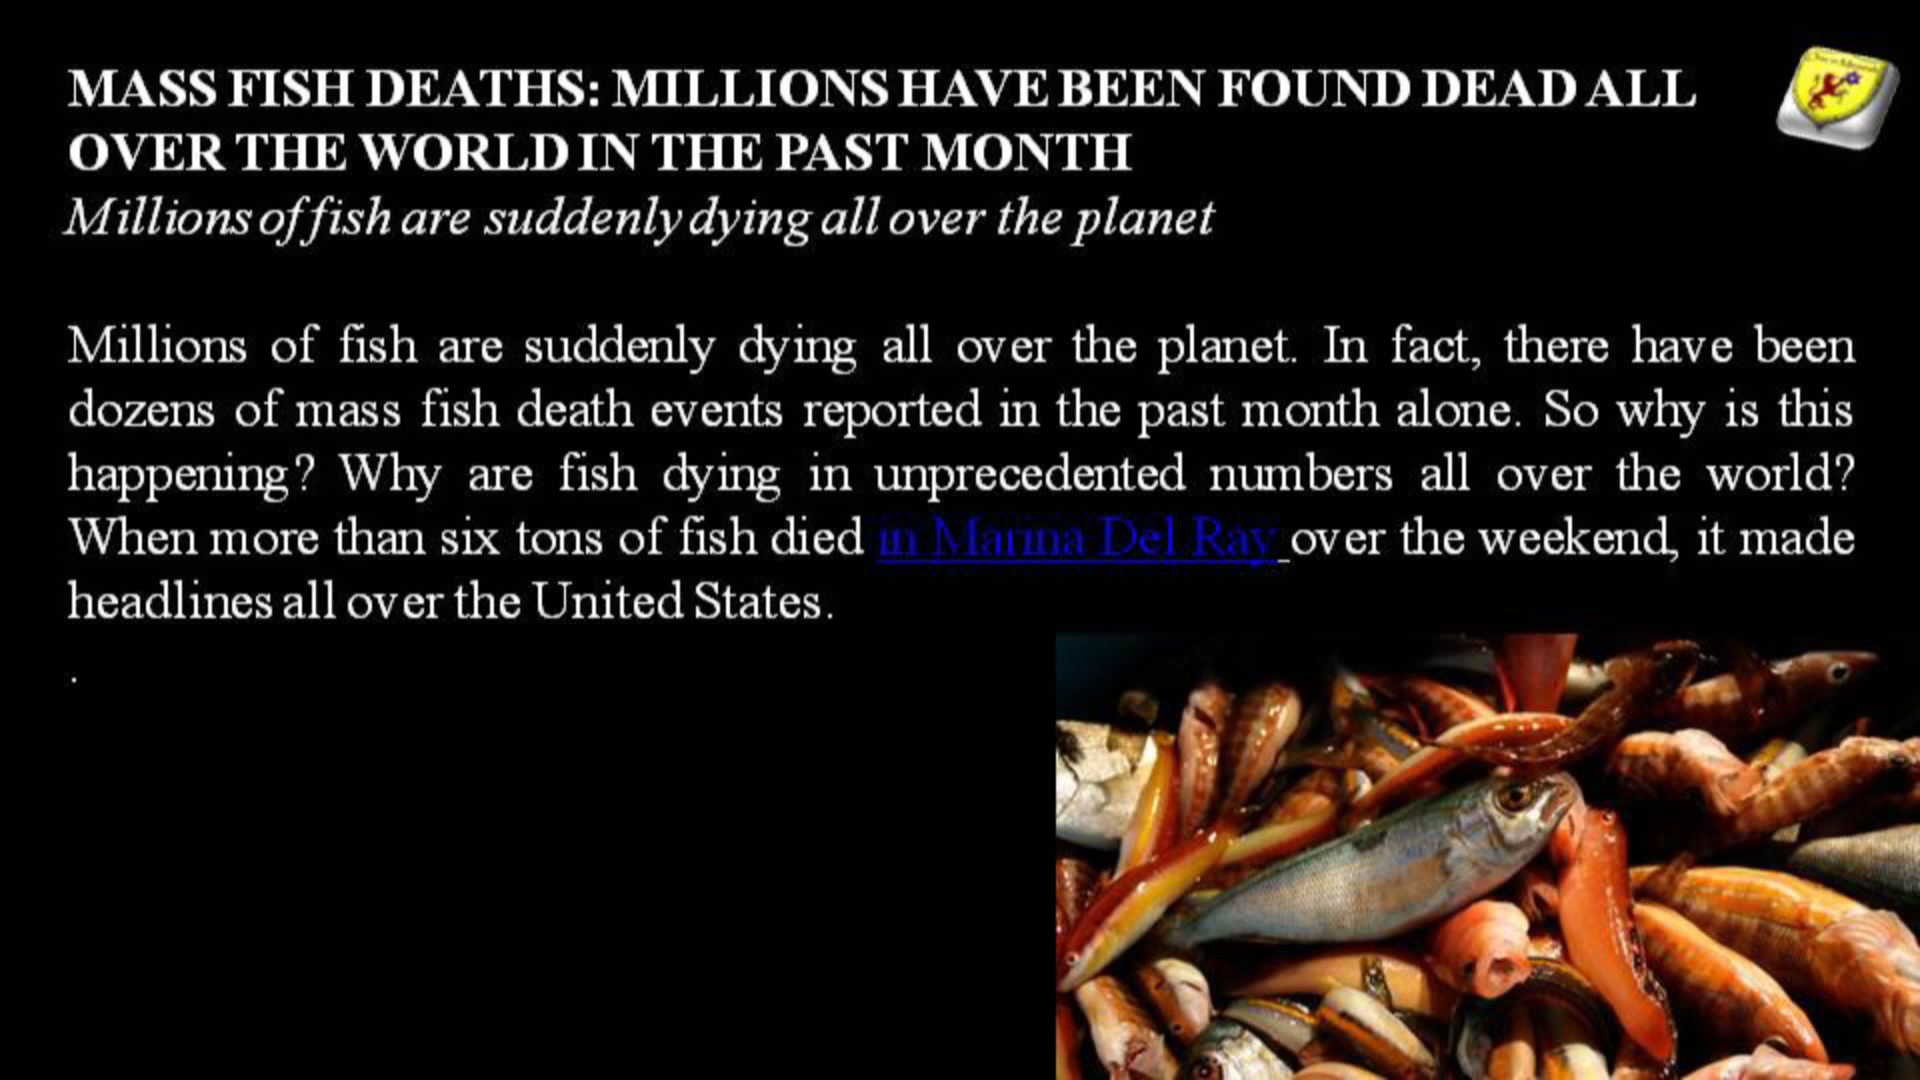 MASS FISH DEATHS: MILLIONS HAVE BEEN FOUND DEAD ALL
OVER THE WORLD IN THE PAST MONTH
Millions of fish are suddenly dying all over the planet
Millions of fish are suddenly dying all over the planet. In fact, there have been
dozens of mass fish death events reported in the past month alone. So why is this
happening? Why are fish dying in unprecedented numbers all over the world?
When more than six tons of fish died in Marina Del Ray over the weekend, it made
headlines all over the United States.
.